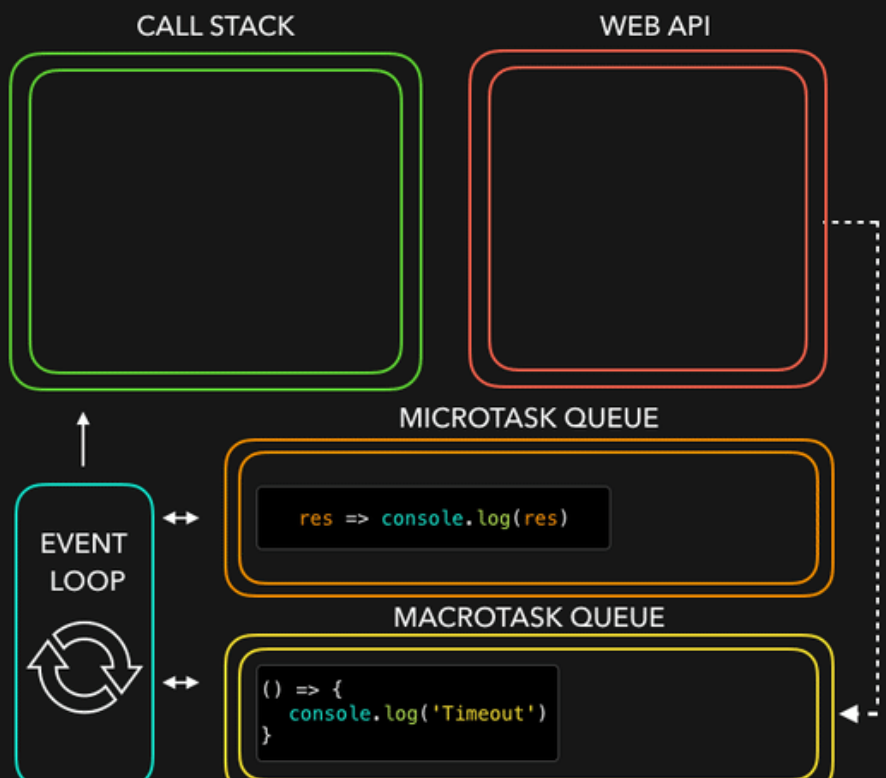 CALL STACK
WEB API
MICROTASK QUEUE
res => console.log(res)
EVENT
LOOP
MACROTASK QUEUE
() => {
console.log('Timeout')
}